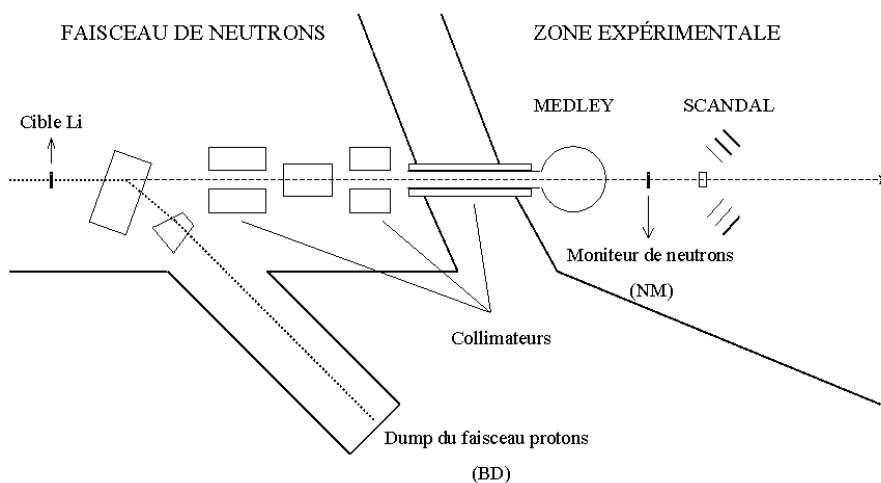 FAISCEAU DE NEUTRONS
ZONE EXPÉRIMENTALE
MEDLEY
SCANDAL
Cible Li
Moniteur de neutrons
(NM)
Collimateurs
Dump du faisceau protons
(BD)